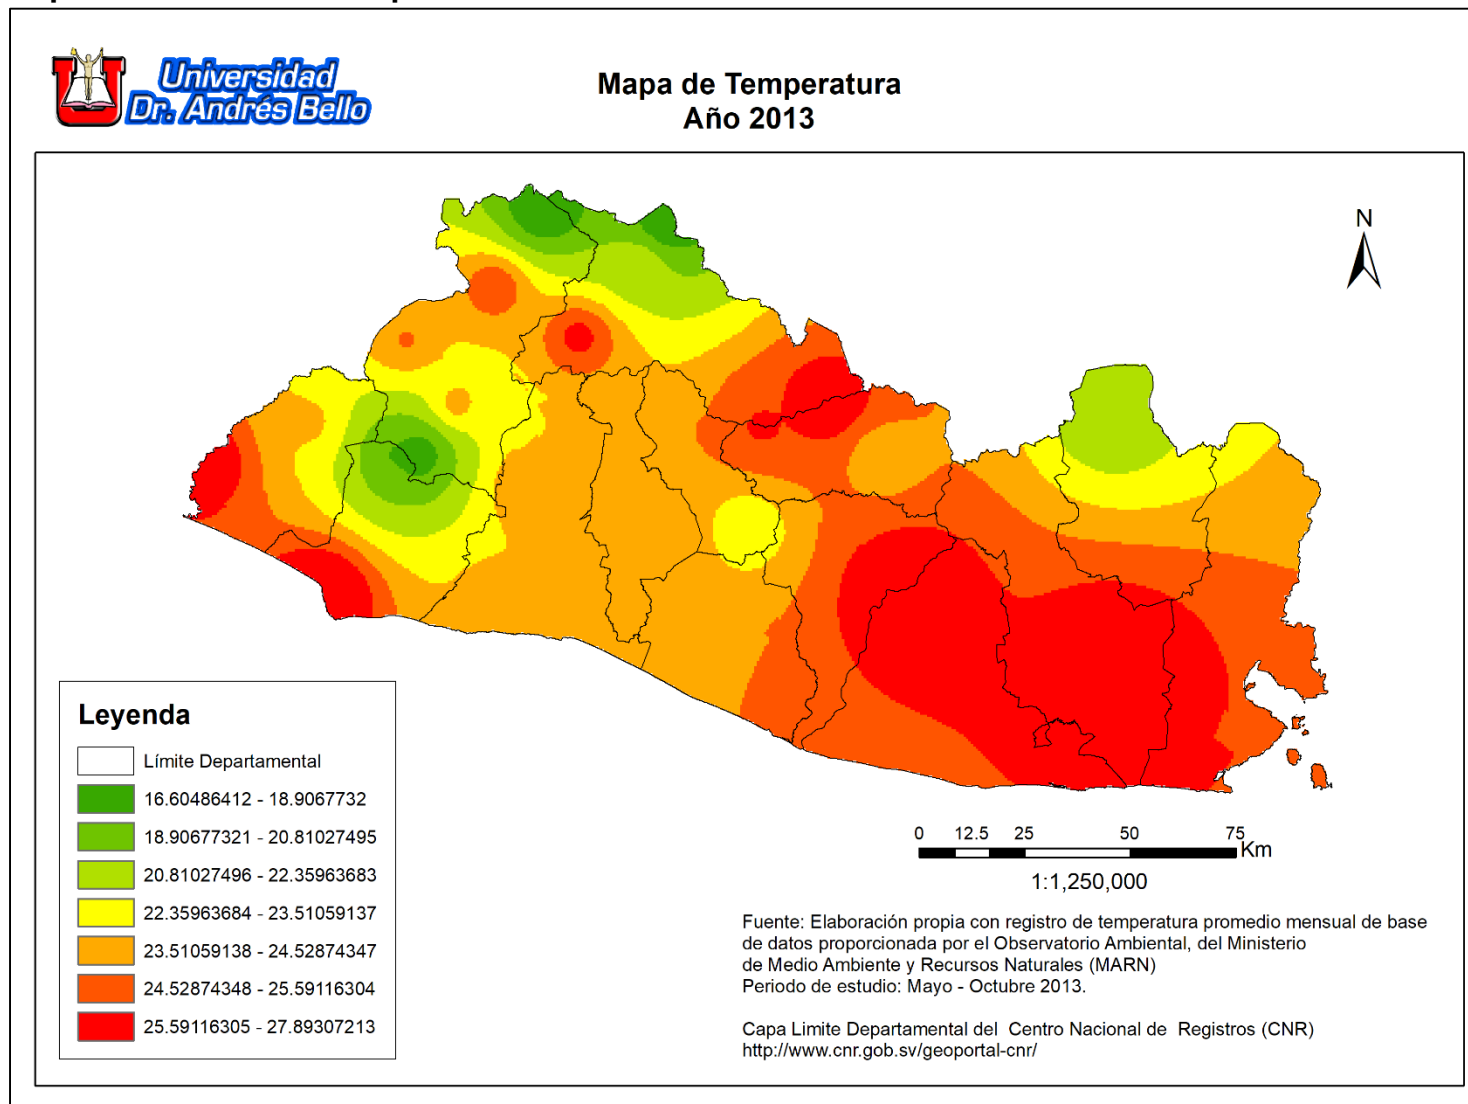 Universidad
Dr. Andrés Bello
Mapa de Temperatura
Año 2013
N
Leyenda
Límite Departamental
16.60486412 - 18.9067732
18.90677321 - 20.81027495
20.81027496 - 22.35963683
22.35963684 - 23.51059137
23.51059138 - 24.52874347
24.52874348 - 25.59116304
25.59116305 - 27.89307213
0 12.5 25 50 75
Km
1:1,250,000
Fuente: Elaboración propia con registro de temperatura promedio mensual de base
de datos proporcionada por el Observatorio Ambiental, del Ministerio
de Medio Ambiente y Recursos Naturales (MARN)
Periodo de estudio: Mayo - Octubre 2013.
Capa Limite Departamental del Centro Nacional de Registros (CNR)
http://www.cnr.gob.sv/geoportal-cnr/